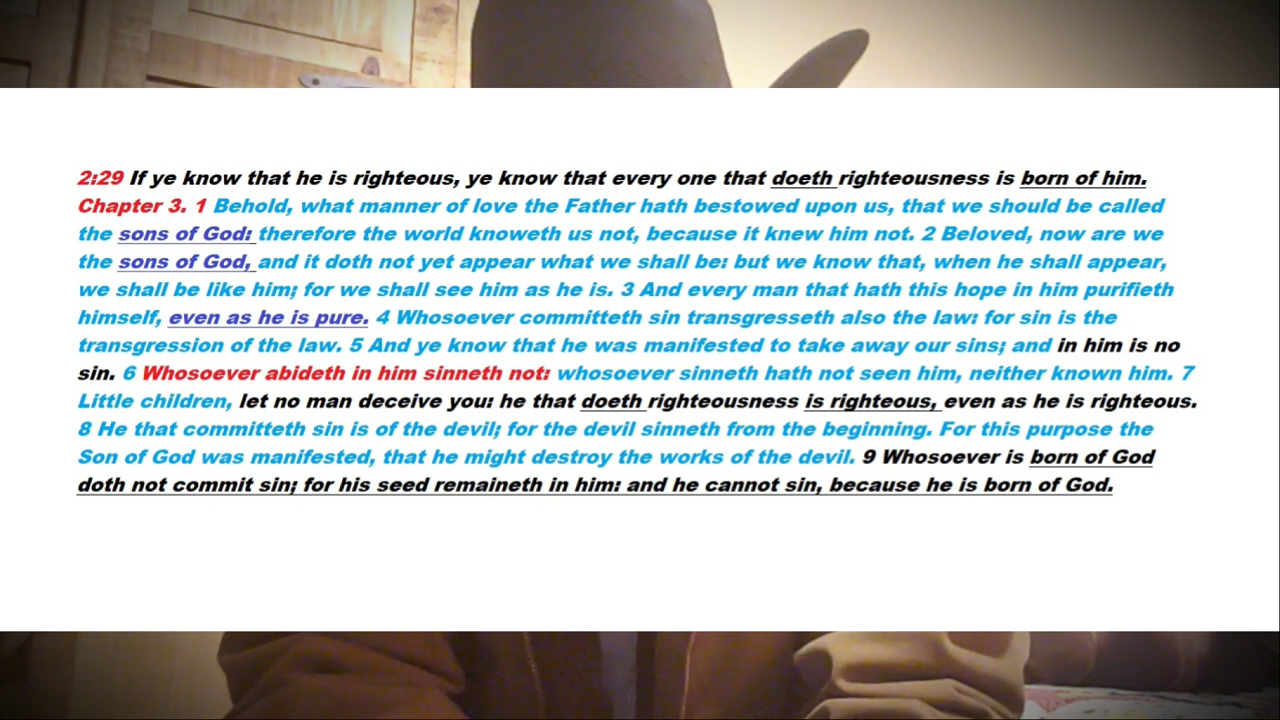 2:29 If ye know that he is righteous, ye know that every one that doeth righteousness is born of him.
Chapter 3. 1 Behold, what manner of love the Father hath bestowed upon us, that we should be called
the sons of God: therefore the world knoweth us not, because it knew him not. 2 Beloved, now are we
the sons of God, and it doth not yet appear what we shall be: but we know that, when he shall appear,
we shall be like him; for we shall see him as he is. 3 And every man that hath this hope in him purifieth
himself, even as he is pure. 4 Whosoever committeth sin transgresseth also the law: for sin is the
transgression of the law. 5 And ye know that he was manifested to take away our sins; and in him is no
sin. 6 Whosoever abideth in him sinneth not: whosoever sinneth hath not seen him, neither known him. 7
Little children, let no man deceive you: he that doeth righteousness is righteous, even as he is righteous.
8 He that committeth sin is of the devil; for the devil sinneth from the beginning. For this purpose the
Son of God was manifested, that he might destroy the works of the devil. 9 Whosoever is born of God
doth not commit sin; for his seed remaineth in him: and he cannot sin, because he is born of God.